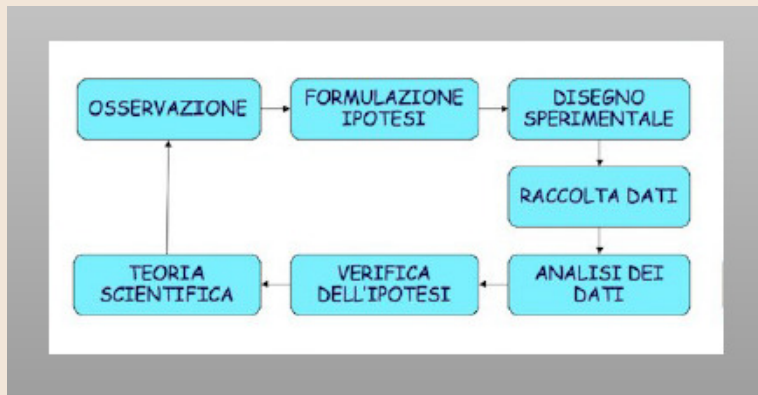 OSSERVAZIONE
FORMULAZIONE
IPOTESI
DISEGNO
SPERIMENTALE
RACCOLTA DATI
ANALISI DEI
DATI
VERIFICA
DELL'IPOTESI
TEORIA
SCIENTIFICA